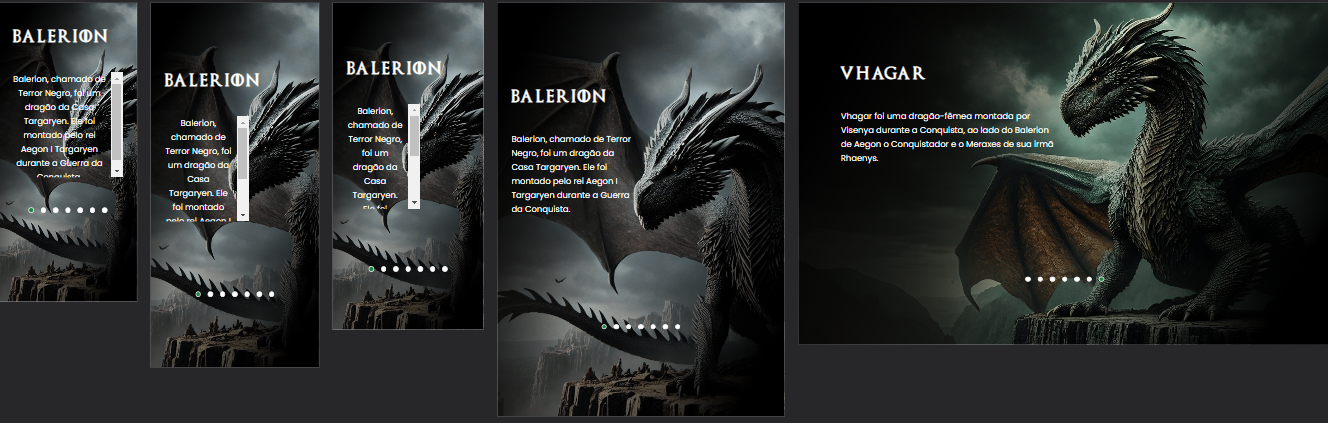 BALERION
Balerion, chamado de
Terror Negro, foi um
dragão da Casa
Targaryen. Ele foi
montado pelo rei
Aegon I Targaryen
durante a Guerra da
Conquista.
BALERION
Balerion,
chamado de
Terror Negro, foi
um dragão da
Casa
Targaryen. Ele
foi montado
pelo rei Aegon I
BALERION
Balerion,
chamado de
Terror Negro,
foi um
dragão da
Casa
Targaryen.
Ele foi
BALERION
Balerion, chamado de Terror
Negro, foi um dragão da
Casa Targaryen. Ele foi
montado pelo rei Aegon I
Targaryen durante a Guerra
da Conquista.
VHAGAR
Vhagar foi uma dragão-fêmea montada por
Visenya durante a Conquista, ao lado do Balerion
de Aegon o Conquistador e o Meraxes de sua irmã
Rhaenys.